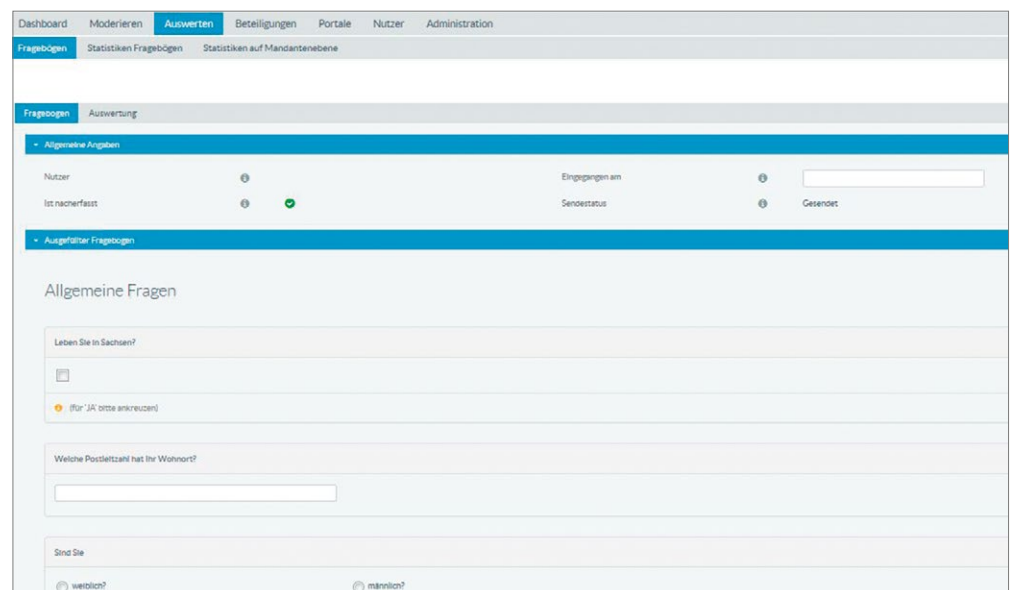 Dashboard Moderieren Auswerten Beteiligungen Portale Nutzer Administration
Fragebögen Statistiken Fragebögen Statistiken auf Mandantenebene
Fragebogen Auswertung
Allgemeine Angaben
Nutzer Eingegangen am
Ist nacherfasst Sendestatus Gesendet
Ausgefüllter Fragebogen
Allgemeine Fragen
Leben Sie in Sachsen?
(für 'JA' bitte ankreuzen)
Welche Postleitzahl hat Ihr Wohnort?
Sind Sie
weiblich? männlich?